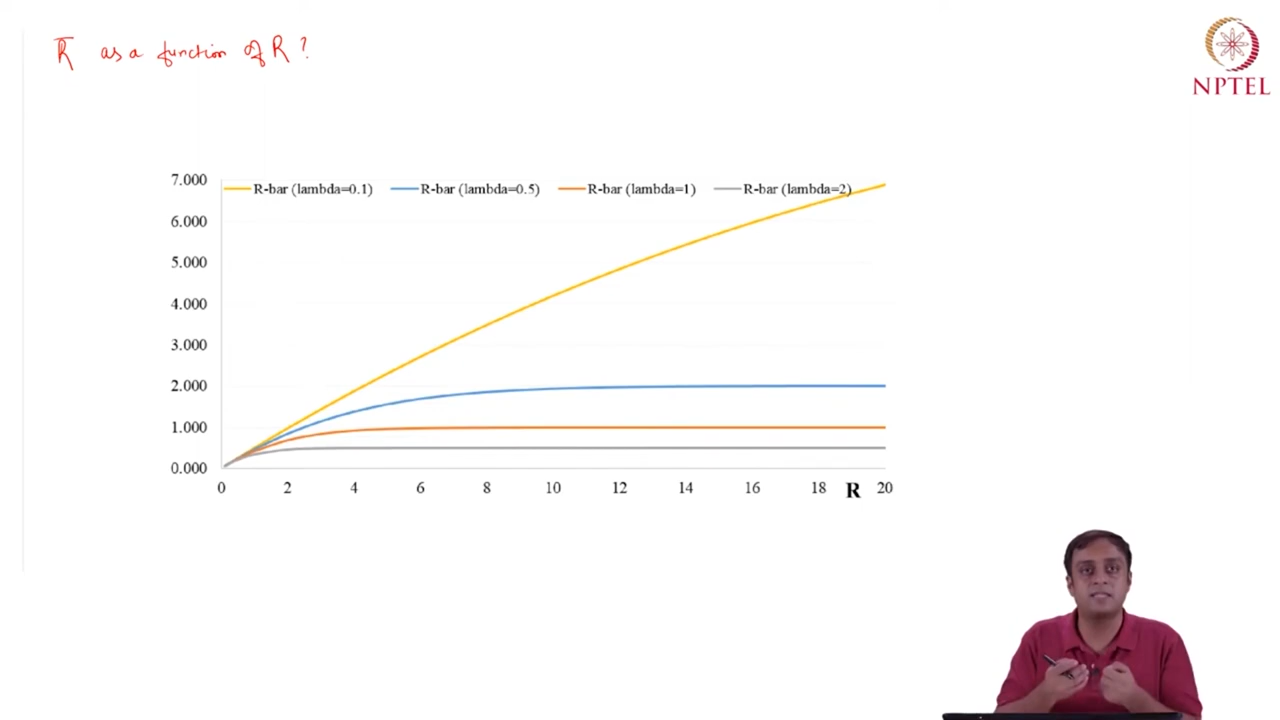 R̄ as a function of R ?
NPTEL
7.000
R-bar (lambda=0.1) R-bar (lambda=0.5) R-bar (lambda=1) R-bar (lambda=2)
6.000
5.000
4.000
3.000
2.000
1.000
0.000
0 2 4 6 8 10 12 14 16 18 R 20